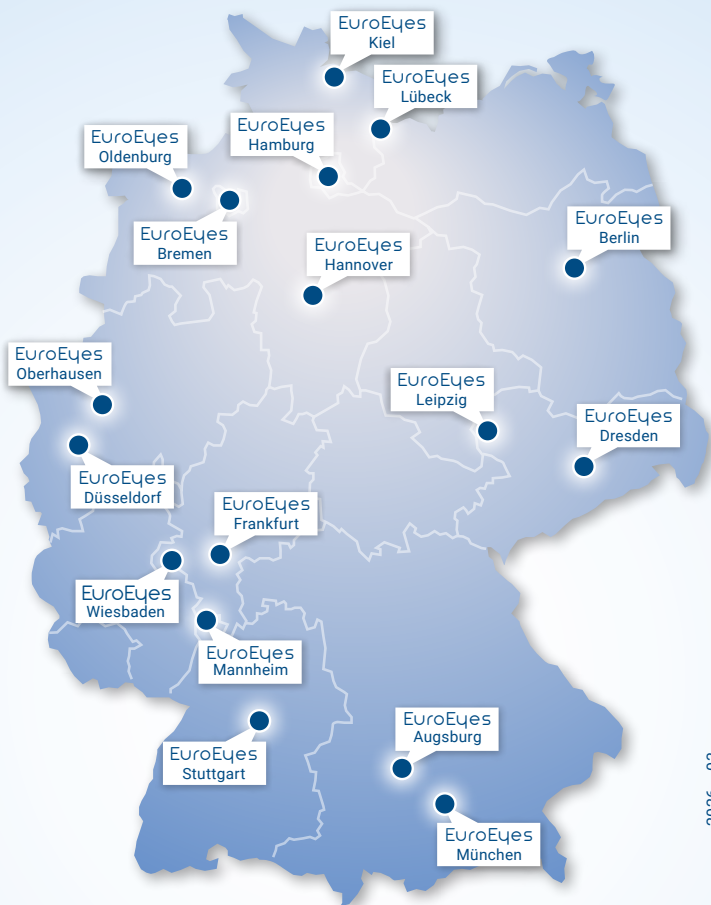 EuroEyes
Kiel
EuroEyes
Lübeck
EuroEyes
Hamburg
EuroEyes
Oldenburg
EuroEyes
Bremen
EuroEyes
Berlin
EuroEyes
Hannover
EuroEyes
Oberhausen
EuroEyes
Leipzig
EuroEyes
Dresden
EuroEyes
Düsseldorf
EuroEyes
Frankfurt
EuroEyes
Wiesbaden
EuroEyes
Mannheim
EuroEyes
Augsburg
EuroEyes
Stuttgart
EuroEyes
München